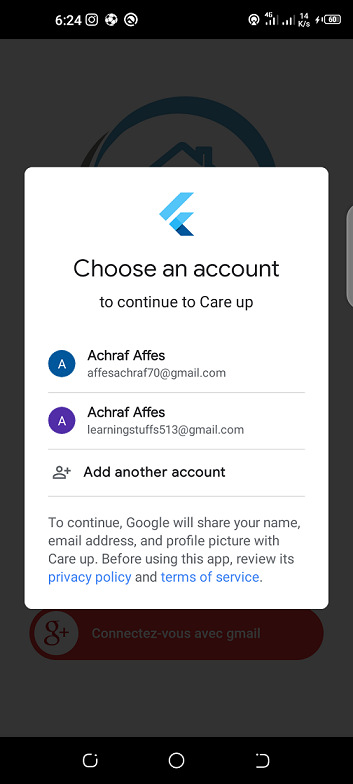 6:24
4G
14
K/s
60
Choose an account
to continue to Care up
A
Achraf Affes
affesachraf70@gmail.com
A
Achraf Affes
learningstuffs513@gmail.com
Add another account
To continue, Google will share your name,
email address, and profile picture with
Care up. Before using this app, review its
privacy policy and terms of service.
g+ Connectez-vous avec gmail